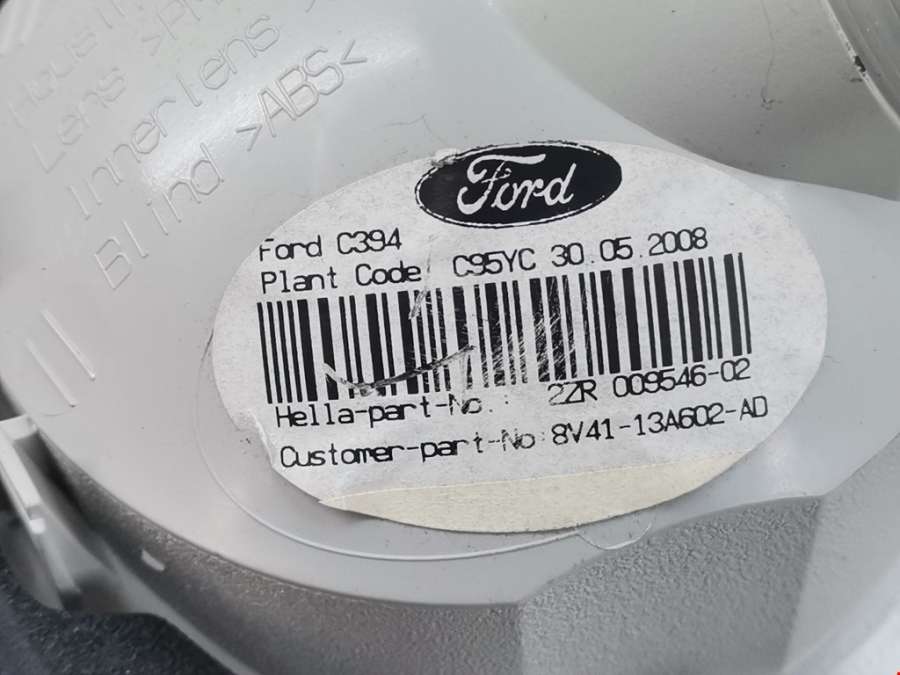 Lens
Innerlens
Blind >ABS<
Ford
Ford C394
Plant Code: C95YC 30.05.2008
Hella-part-No.: 2ZR 009546-02
Customer-part-No:8V41-13A602-AD